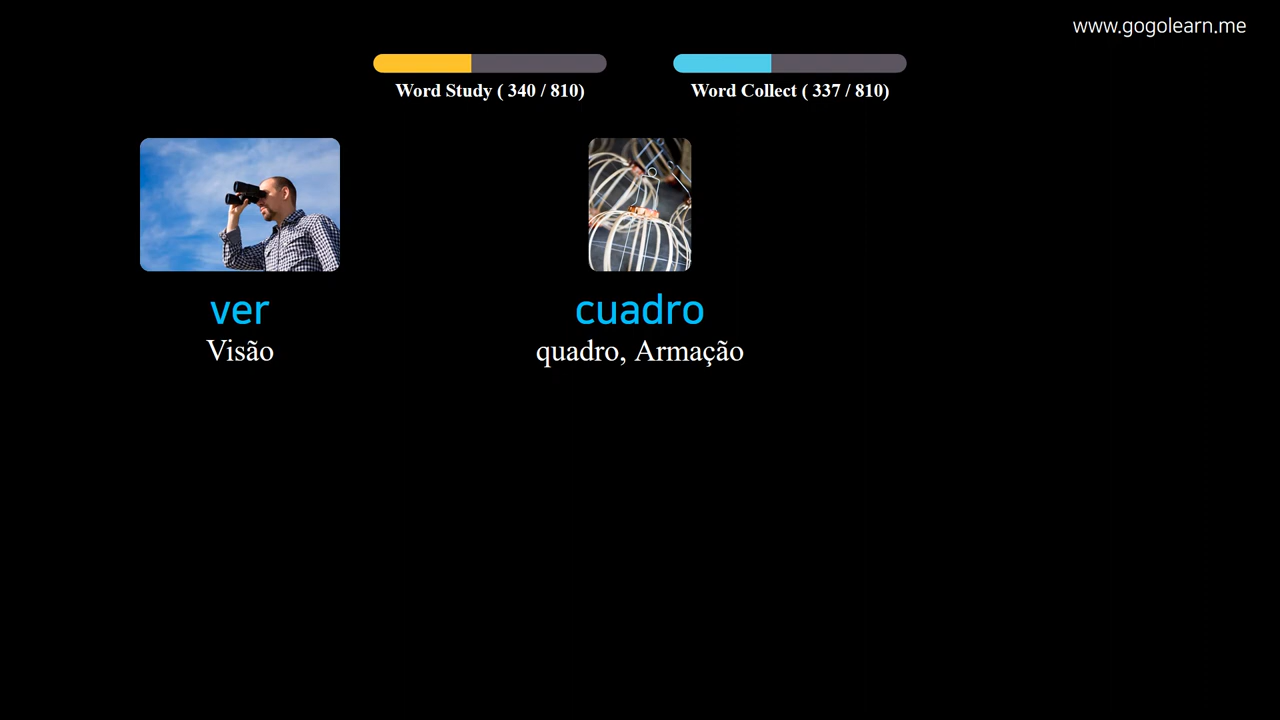 www.gogolearn.me
Word Study ( 340 / 810)
Word Collect ( 337 / 810)
ver
Visão
cuadro
quadro, Armação